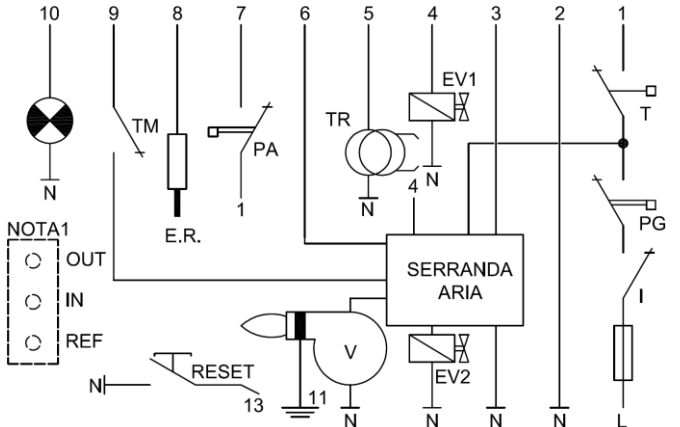 10 9 8 7 6 5 4 3 2 1
EV1
TM
TR
T
PA
N
N
4
N
1
NOTA1
E.R.
PG
OUT
SERRANDA
ARIA
IN
I
REF
V
RESET
EV2
N
13
11
N
N
N
N
L